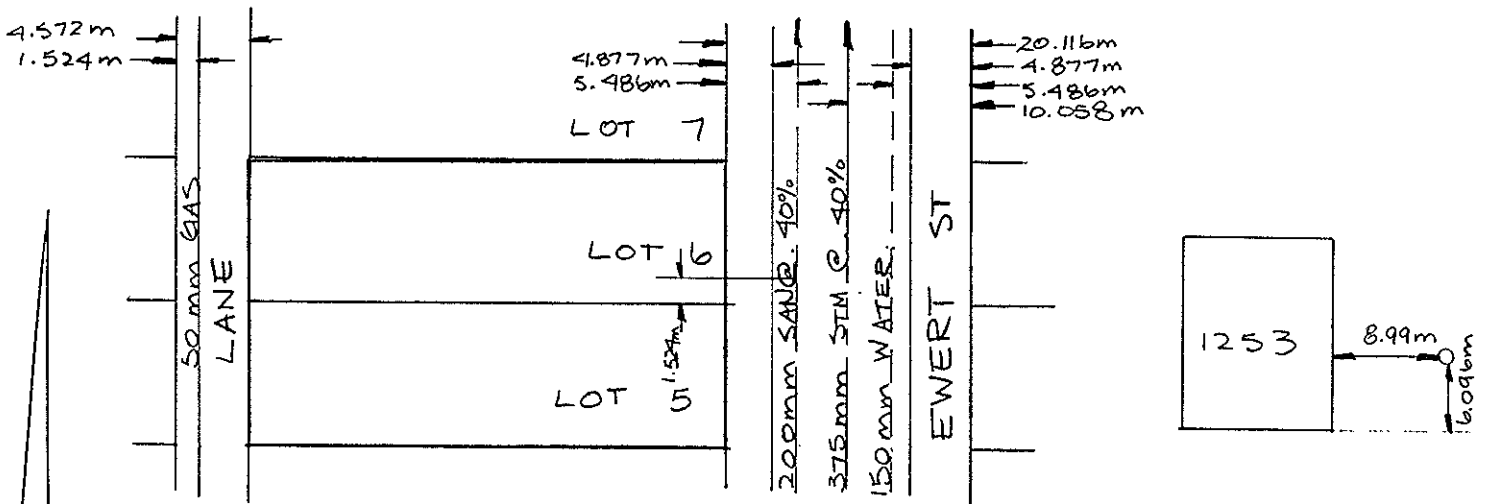 4.572m
1.524m
4.877m
5.486m
20.116m
4.877m
5.486m
10.058m
LOT 7
50mm GAS
LANE
LOT 6
1.524m
LOT 5
200mm SAN@.40%
375mm STM @ .40%
150mm WATER
EWERT ST
1253
8.99m
6.096m